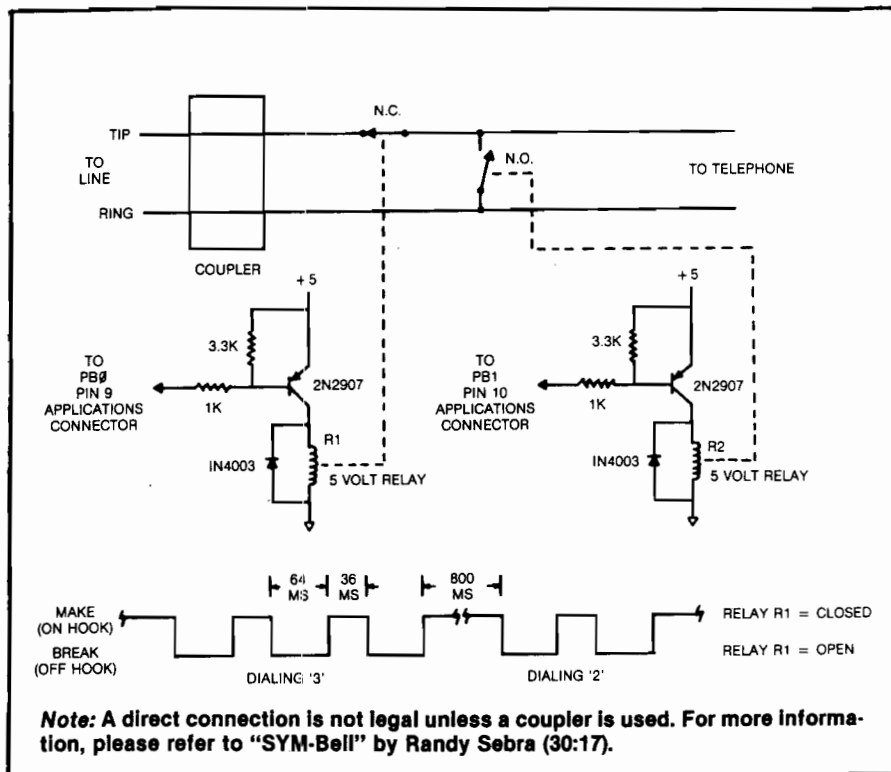 N.C.
TIP
TO
LINE
N.O.
TO TELEPHONE
RING
COUPLER
+ 5
3.3K
TO
PBØ
PIN 9
APPLICATIONS
CONNECTOR
1K
2N2907
R1
IN4003
5 VOLT RELAY
+ 5
3.3K
TO
PB1
PIN 10
APPLICATIONS
CONNECTOR
1K
2N2907
R2
IN4003
5 VOLT RELAY
64
MS
36
MS
800
MS
MAKE
(ON HOOK)
RELAY R1 = CLOSED
BREAK
(OFF HOOK)
RELAY R1 = OPEN
DIALING '3'
DIALING '2'
Note: A direct connection is not legal unless a coupler is used. For more informa-
tion, please refer to "SYM-Bell" by Randy Sebra (30:17).